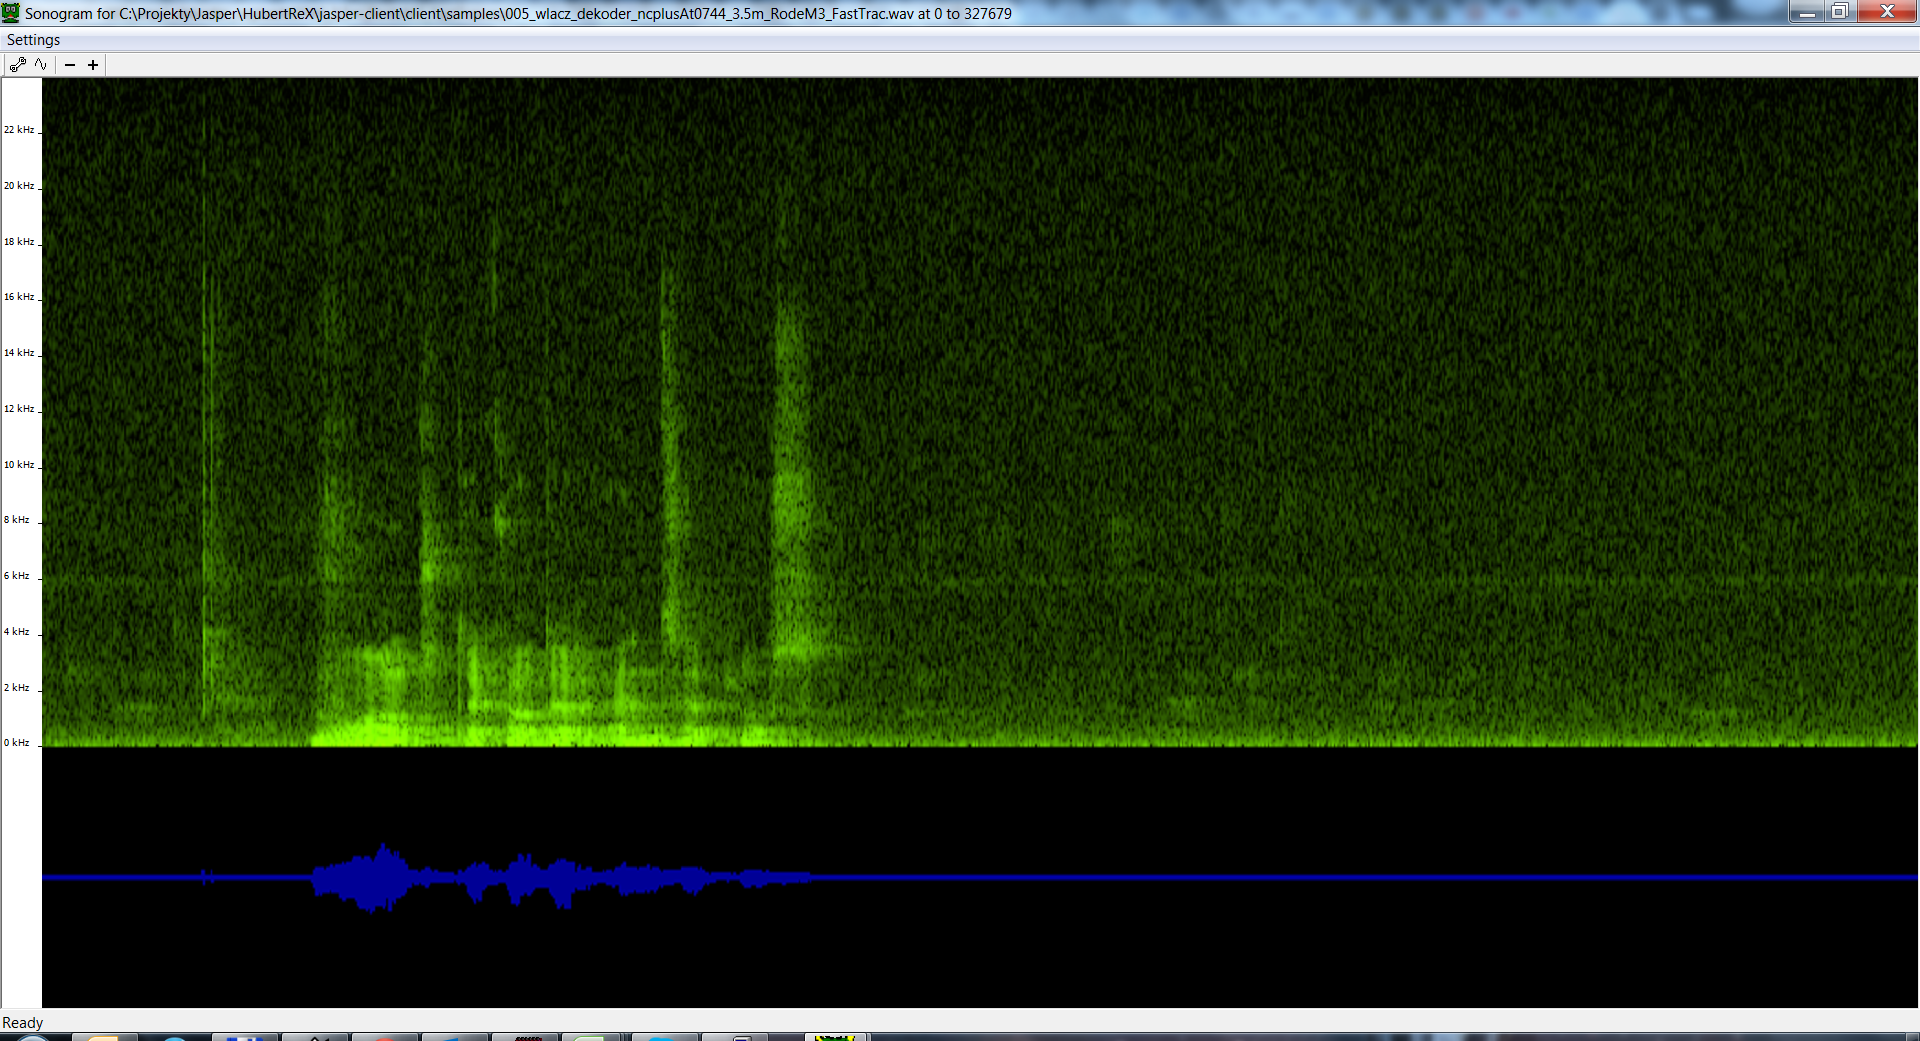 Sonogram for C:\Projekty\Jasper\HubertReX\jasper-client\client\samples\005_wlacz_dekoder_ncplusAt0744_3.5m_RodeM3_FastTrac.wav at 0 to 327679
Settings
22 kHz
20 kHz
18 kHz
16 kHz
14 kHz
12 kHz
10 kHz
8 kHz
6 kHz
4 kHz
2 kHz
0 kHz
Ready